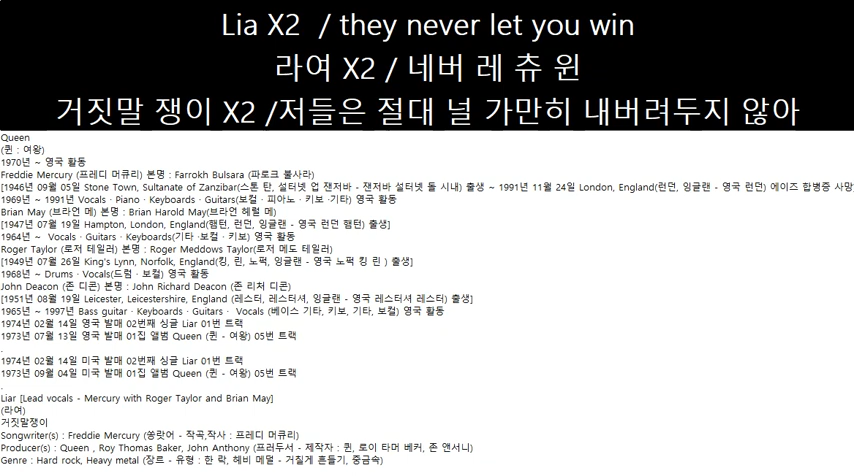 Lia X2  / they never let you win
라여 X2 / 네버 레 츄 윈
거짓말 쟁이 X2 /저들은 절대 널 가만히 내버려두지 않아
Queen
(퀸 : 여왕)
1970년 ~ 영국 활동
Freddie Mercury (프레디 머큐리) 본명 : Farrokh Bulsara (파로크 불사라)
[1946년 09월 05일 Stone Town, Sultanate of Zanzibar(스톤 탄, 설터넷 업 잰저바 - 잰저바 설터넷 돌 시내) 출생 ~ 1991년 11월 24일 London, England(런던, 잉글랜 - 영국 런던) 에이즈 합병증 사망
1969년 ~ 1991년 Vocals · Piano · Keyboards · Guitars(보컬 · 피아노 · 키보 ·기타) 영국 활동
Brian May (브라언 메) 본명 : Brian Harold May(브라언 헤럴 메)
[1947년 07월 19일 Hampton, London, England(햄턴, 런던, 잉글랜 - 영국 런던 햄턴) 출생]
1964년 ~  Vocals · Guitars · Keyboards(기타 ·보컬 · 키보) 영국 활동
Roger Taylor (로저 테일러) 본명 : Roger Meddows Taylor(로저 메도 테일러)
[1949년 07월 26일 King's Lynn, Norfolk, England(킹, 린, 노퍽, 잉글랜 - 영국 노퍽 킹 린 ) 출생]
1968년 ~ Drums · Vocals(드럼 · 보컬) 영국 활동
John Deacon (존 디콘) 본명 : John Richard Deacon (존 리처 디콘)
[1951년 08월 19일 Leicester, Leicestershire, England (레스터, 레스터셔, 잉글랜 - 영국 레스터셔 레스터) 출생]
1965년 ~ 1997년 Bass guitar · Keyboards · Guitars ·  Vocals (베이스 기타, 키보, 기타, 보컬) 영국 활동
1974년 02월 14일 영국 발매 02번째 싱글 Liar 01번 트랙
1973년 07월 13일 영국 발매 01집 앨범 Queen (퀸 - 여왕) 05번 트랙
.
1974년 02월 14일 미국 발매 02번째 싱글 Liar 01번 트랙
1973년 09월 04일 미국 발매 01집 앨범 Queen (퀸 - 여왕) 05번 트랙
.
Liar [Lead vocals - Mercury with Roger Taylor and Brian May]
(라여)
거짓말쟁이
Songwriter(s) : Freddie Mercury (쏭랏어 - 작곡,작사 : 프레디 머큐리)
Producer(s) : Queen , Roy Thomas Baker, John Anthony (프러두서 - 제작자 : 퀸, 로이 타머 베커, 존 앤서니)
Genre : Hard rock, Heavy metal (장르 - 유형 : 한 락, 헤비 메덜 - 거칠게 흔들기, 중금속)